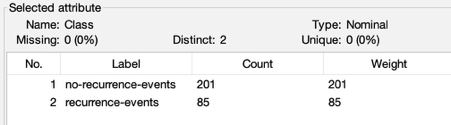 Selected attribute
Name: Class Type: Nominal
Missing: 0 (0%) Distinct: 2 Unique: 0 (0%)
No. Label Count Weight
1 no-recurrence-events 201 201
2 recurrence-events 85 85